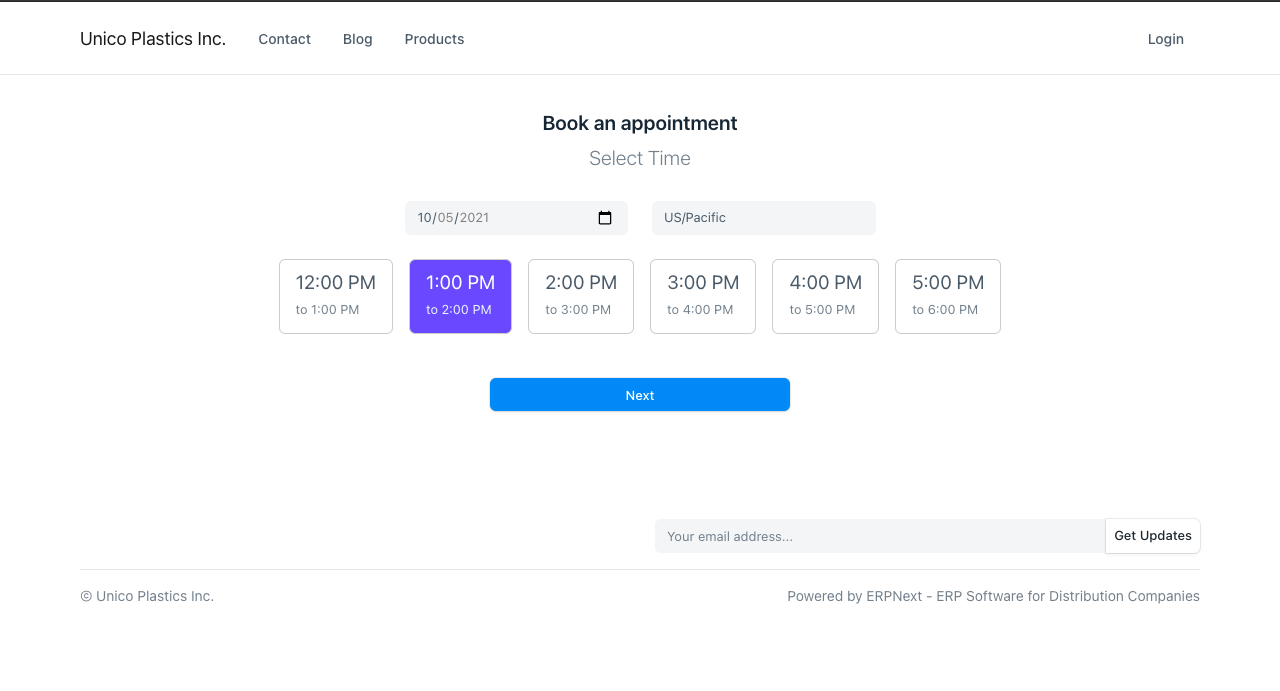 Unico Plastics Inc. Contact Blog Products Login
Book an appointment
Select Time
10/05/2021 US/Pacific
12:00 PM 1:00 PM 2:00 PM 3:00 PM 4:00 PM 5:00 PM
to 1:00 PM to 2:00 PM to 3:00 PM to 4:00 PM to 5:00 PM to 6:00 PM
Next
Your email address... Get Updates
© Unico Plastics Inc. Powered by ERPNext - ERP Software for Distribution Companies